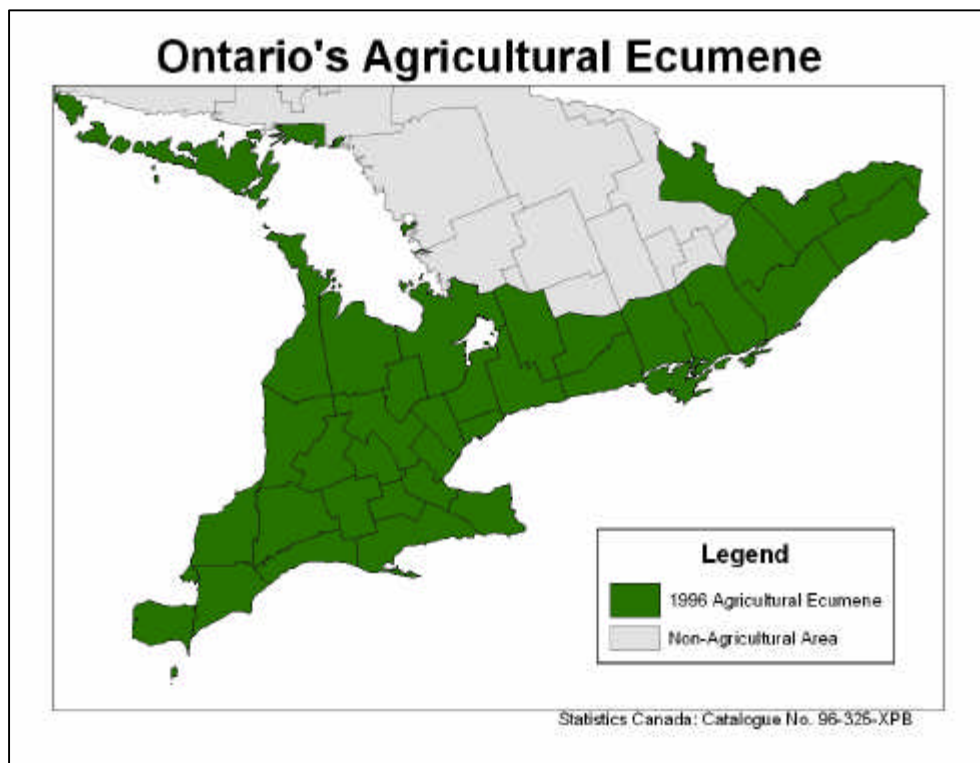 Ontario's Agricultural Ecumene
Legend
1996 Agricultural Ecumene
Non-Agricultural Area
Statistics Canada: Catalogue No. 96-325-XPB